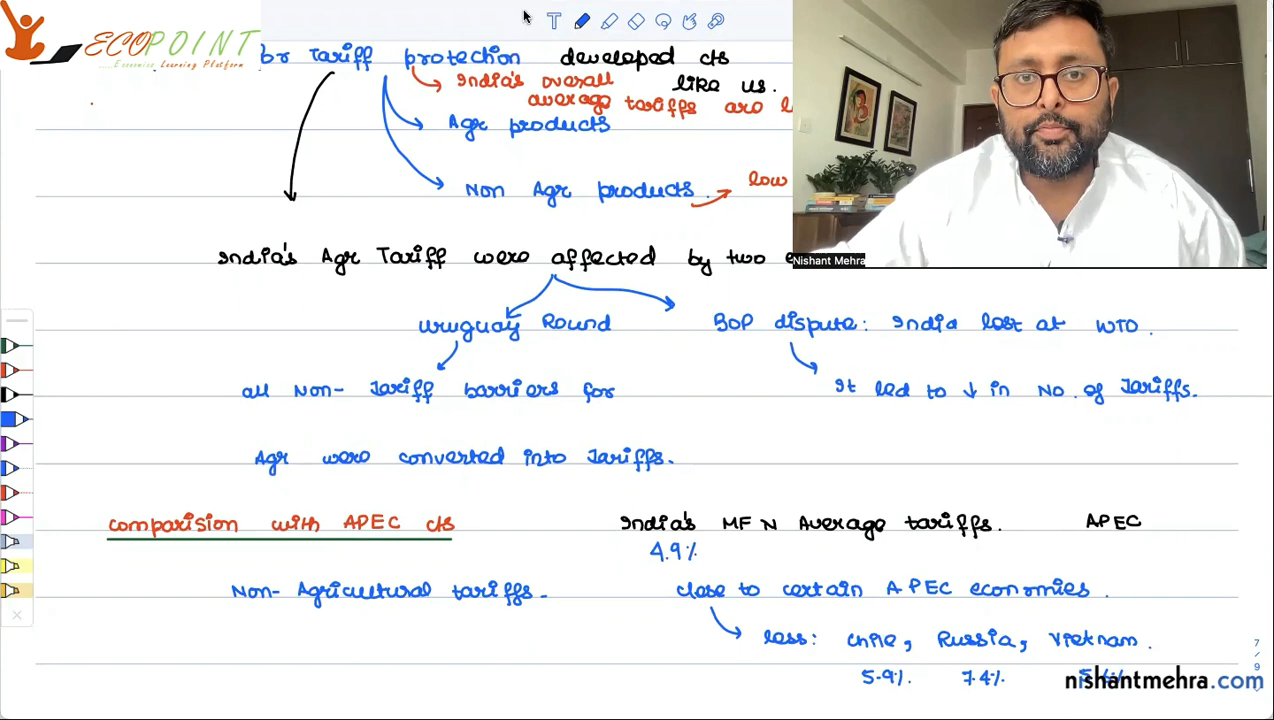 ECOPOINT
....Economics Learning Platform
Tariff protection developed cts
like us.
India's overall
average tariffs are
Agr products
Non Agr products. low
Nishant Mehra
India's Agr Tariff were affected by two
Uruguay Round
BOP dispute: India lost at WTO.
all Non-Tariff barriers for
It led to ↓ in No. of Tariffs.
Agr were converted into Tariffs.
comparision with APEC cts
India's MFN Average tariffs. APEC
4.9%
Non-Agricultural tariffs.
close to certain APEC economies.
less: Chile, Russia, Vietnam.
5.9%. 7.4%.
7
9
nishantmehra.com